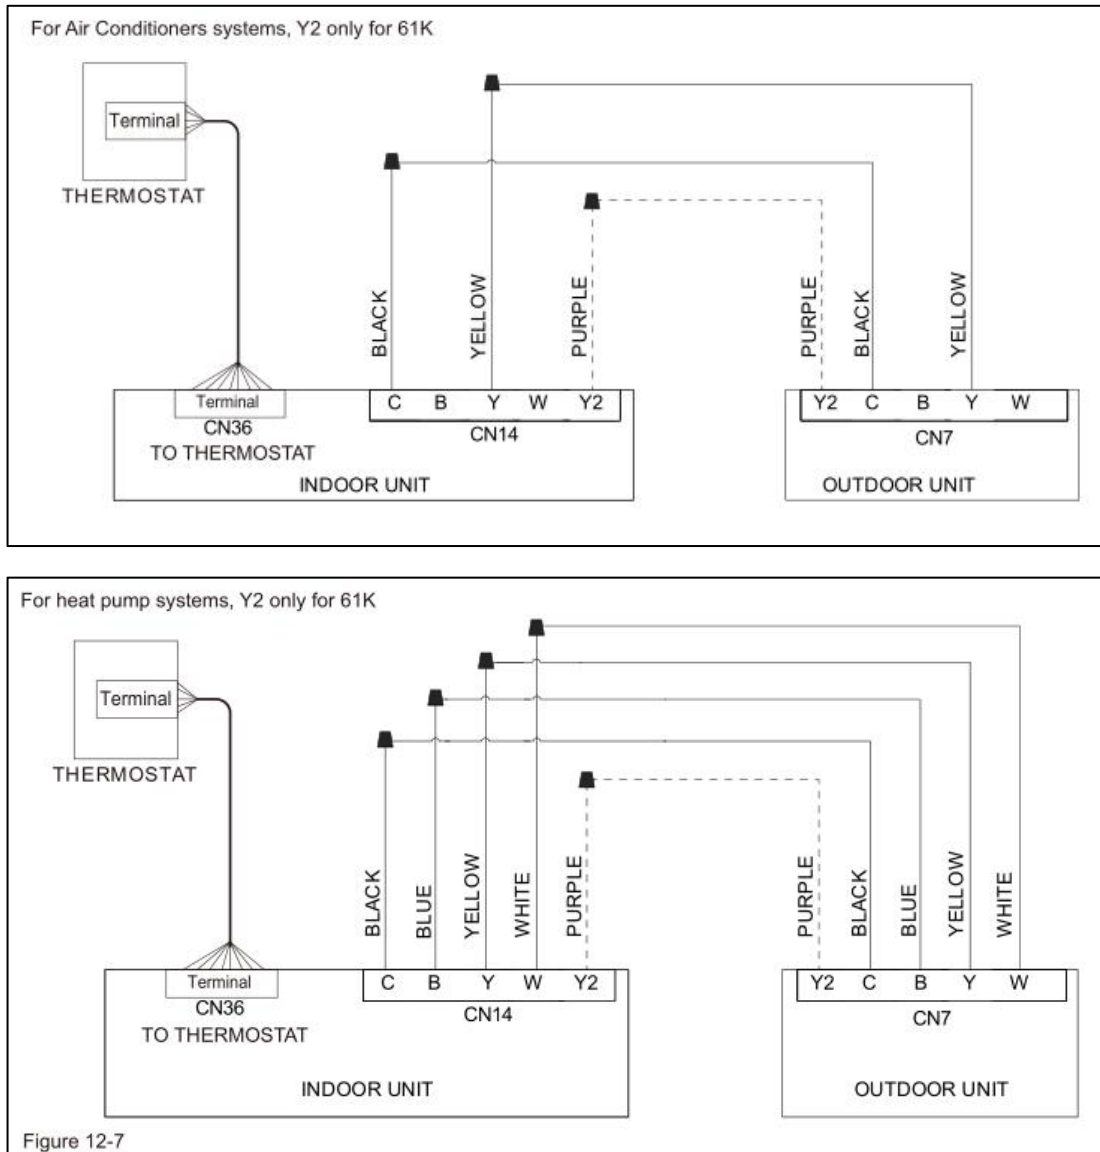 For Air Conditioners systems, Y2 only for 61K
Terminal
THERMOSTAT
BLACK
YELLOW
PURPLE
PURPLE
BLACK
YELLOW
Terminal
C B Y W Y2
Y2 C B Y W
CN36
CN14
CN7
TO THERMOSTAT
INDOOR UNIT
OUTDOOR UNIT
For heat pump systems, Y2 only for 61K
Terminal
THERMOSTAT
BLACK
BLUE
YELLOW
WHITE
PURPLE
PURPLE
BLACK
BLUE
YELLOW
WHITE
Terminal
C B Y W Y2
Y2 C B Y W
CN36
CN14
CN7
TO THERMOSTAT
INDOOR UNIT
OUTDOOR UNIT
Figure 12-7